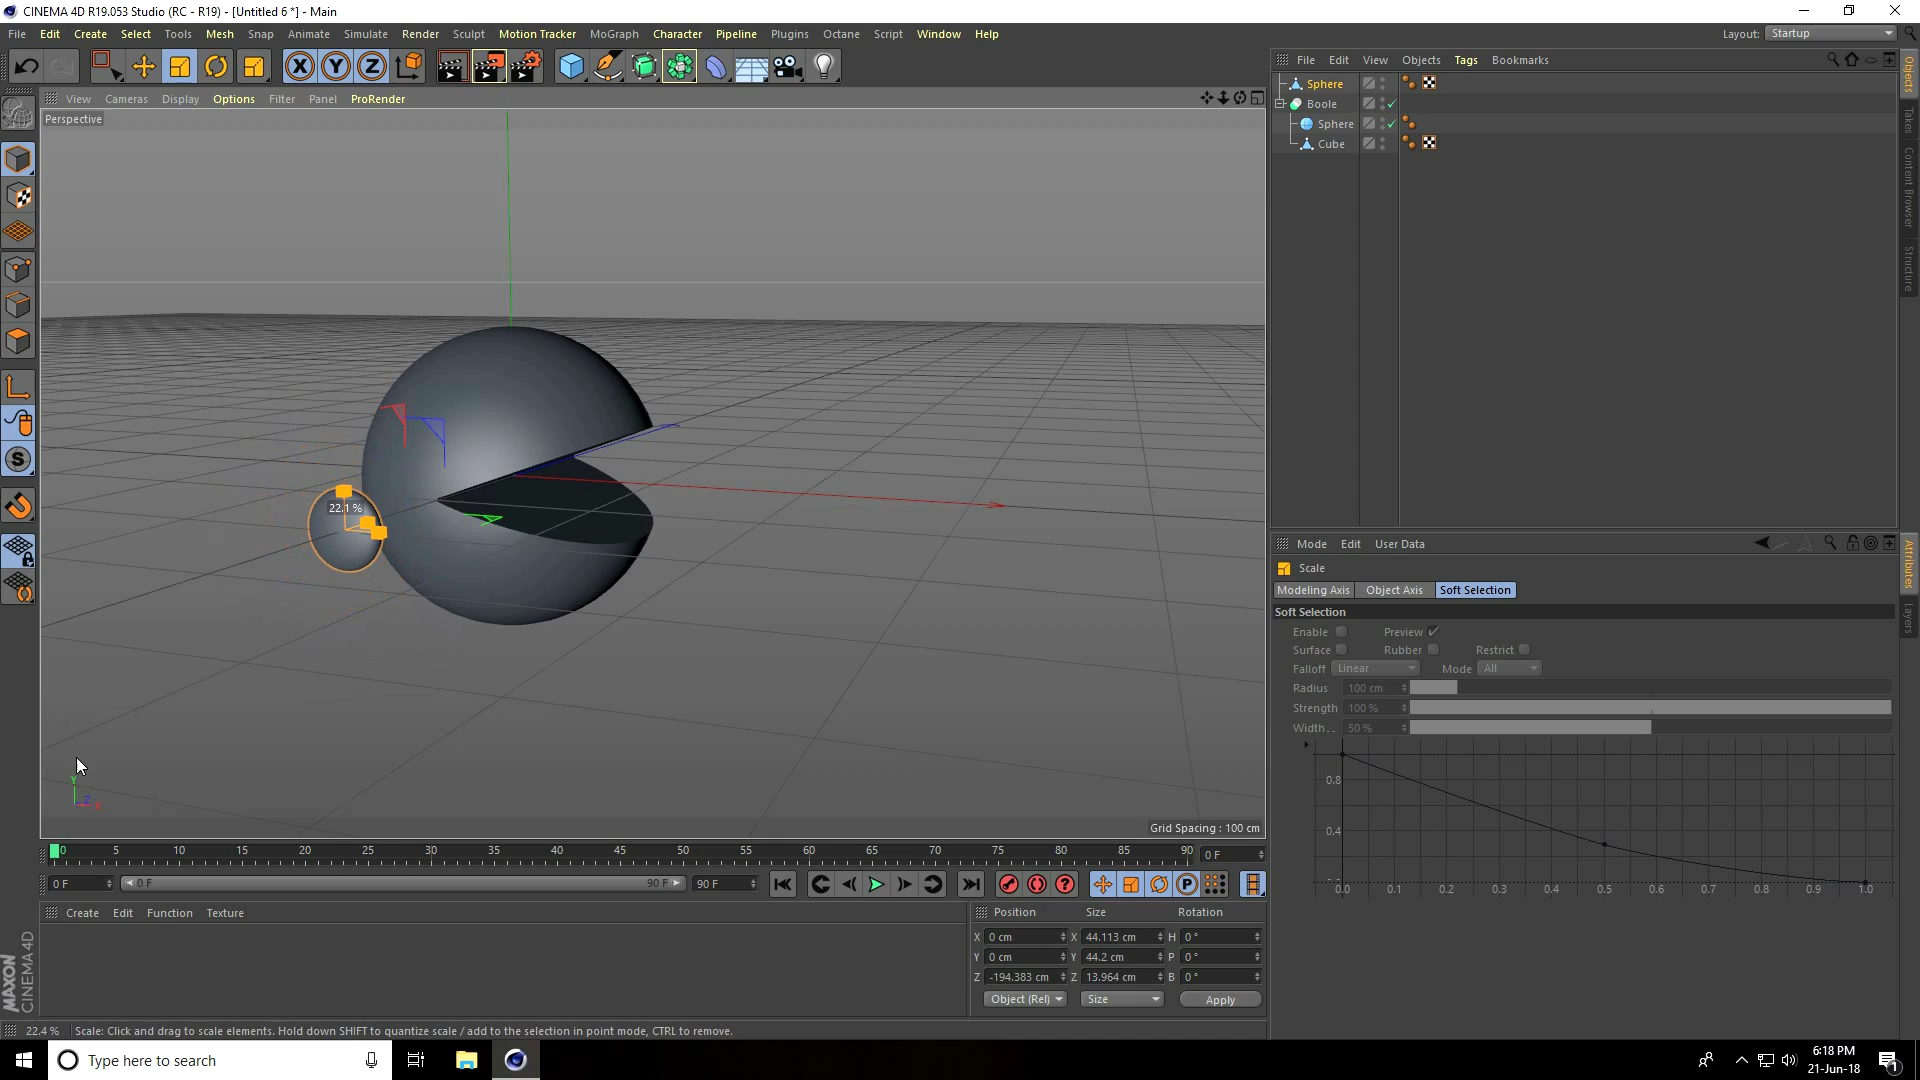 CINEMA 4D R19.053 Studio (RC - R19) - [Untitled 6 *] - Main
File Edit Create Select Tools Mesh Snap Animate Simulate Render Sculpt Motion Tracker MoGraph Character Pipeline Plugins Octane Script Window Help
Layout: Startup
X Y Z
File Edit View Objects Tags Bookmarks
Sphere
Boole
Sphere
Cube
Objects
Takes
Content Browser
Structure
View Cameras Display Options Filter Panel ProRender
Perspective
22.1 %
Y
Z
X
Grid Spacing : 100 cm
Mode Edit User Data
Scale
Modeling Axis Object Axis Soft Selection
Soft Selection
Enable Preview
Surface Rubber Restrict
Falloff Linear Mode All
Radius 100 cm
Strength 100 %
Width.. 50 %
0.8
0.4
0.0 0.1 0.2 0.3 0.4 0.5 0.6 0.7 0.8 0.9 1.0
Attributes
Layers
0 5 10 15 20 25 30 35 40 45 50 55 60 65 70 75 80 85 90
0 F
0 F 0 F 90 F 90 F
P
Create Edit Function Texture
Position Size Rotation
X 0 cm X 44.113 cm H 0 °
Y 0 cm Y 44.2 cm P 0 °
Z -194.383 cm Z 13.964 cm B 0 °
Object (Rel) Size Apply
MAXON
CINEMA 4D
22.4 % Scale: Click and drag to scale elements. Hold down SHIFT to quantize scale / add to the selection in point mode, CTRL to remove.
Type here to search
6:18 PM
21-Jun-18
1